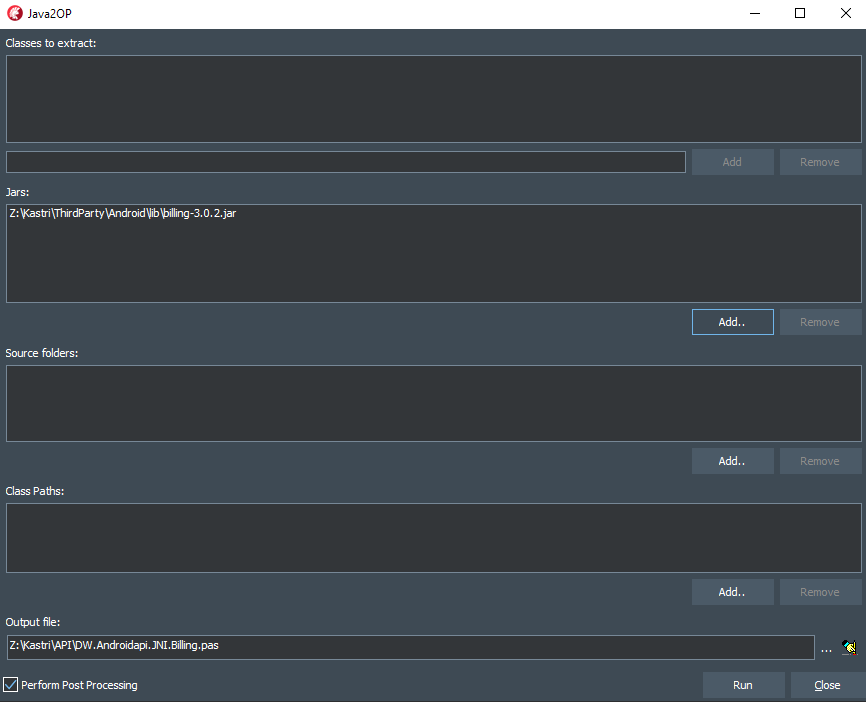 Java2OP
Classes to extract:
Add Remove
Jars:
Z:\Kastri\ThirdParty\Android\lib\billing-3.0.2.jar
Add.. Remove
Source folders:
Add.. Remove
Class Paths:
Add.. Remove
Output file:
Z:\Kastri\API\DW.Androidapi.JNI.Billing.pas
...
Perform Post Processing Run Close